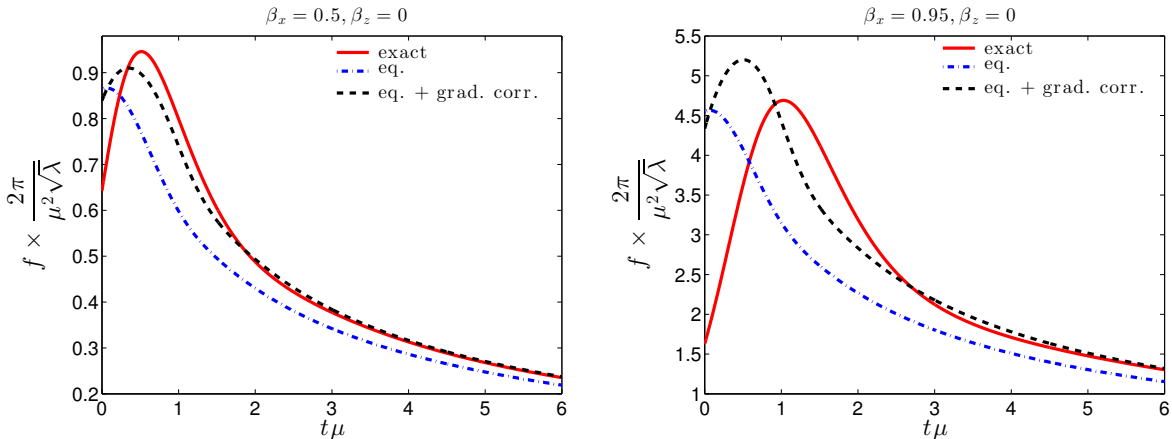 β_x = 0.5, β_z = 0
f × 2π / μ²√λ
0.9
0.8
0.7
0.6
0.5
0.4
0.3
0.2
exact
eq.
eq. + grad. corr.
0 1 2 3 4 5 6
tμ
β_x = 0.95, β_z = 0
f × 2π / μ²√λ
5.5
5
4.5
4
3.5
3
2.5
2
1.5
1
exact
eq.
eq. + grad. corr.
0 1 2 3 4 5 6
tμ